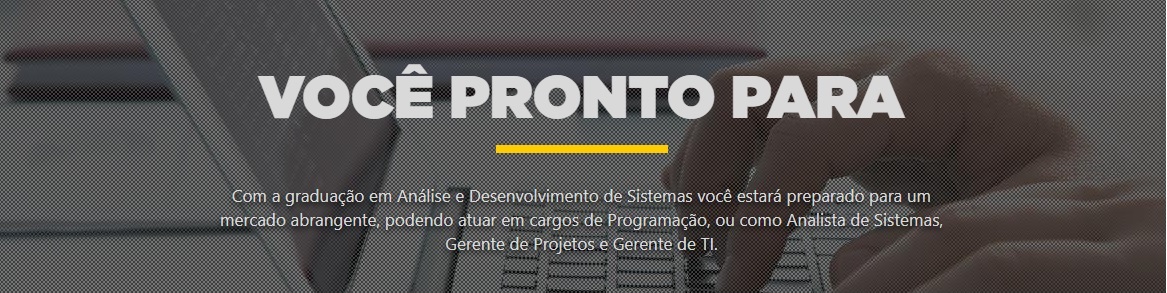 VOCÊ PRONTO PARA
Com a graduação em Análise e Desenvolvimento de Sistemas você estará preparado para um
mercado abrangente, podendo atuar em cargos de Programação, ou como Analista de Sistemas,
Gerente de Projetos e Gerente de TI.